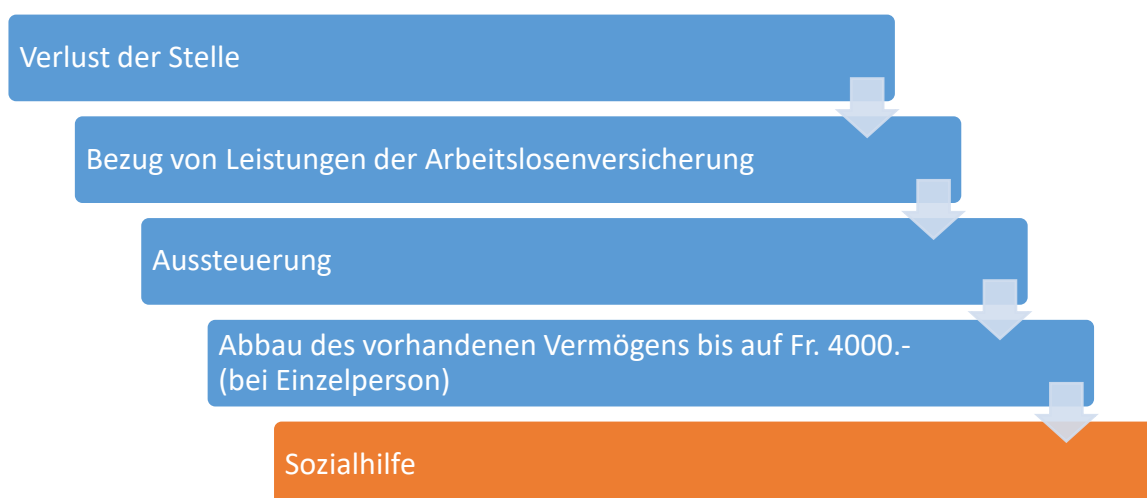 Verlust der Stelle
Bezug von Leistungen der Arbeitslosenversicherung
Aussteuerung
Abbau des vorhandenen Vermögens bis auf Fr. 4000.-
(bei Einzelperson)
Sozialhilfe